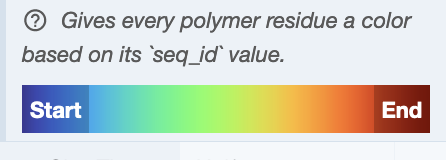 Gives every polymer residue a color
based on its `seq_id` value.
Start End